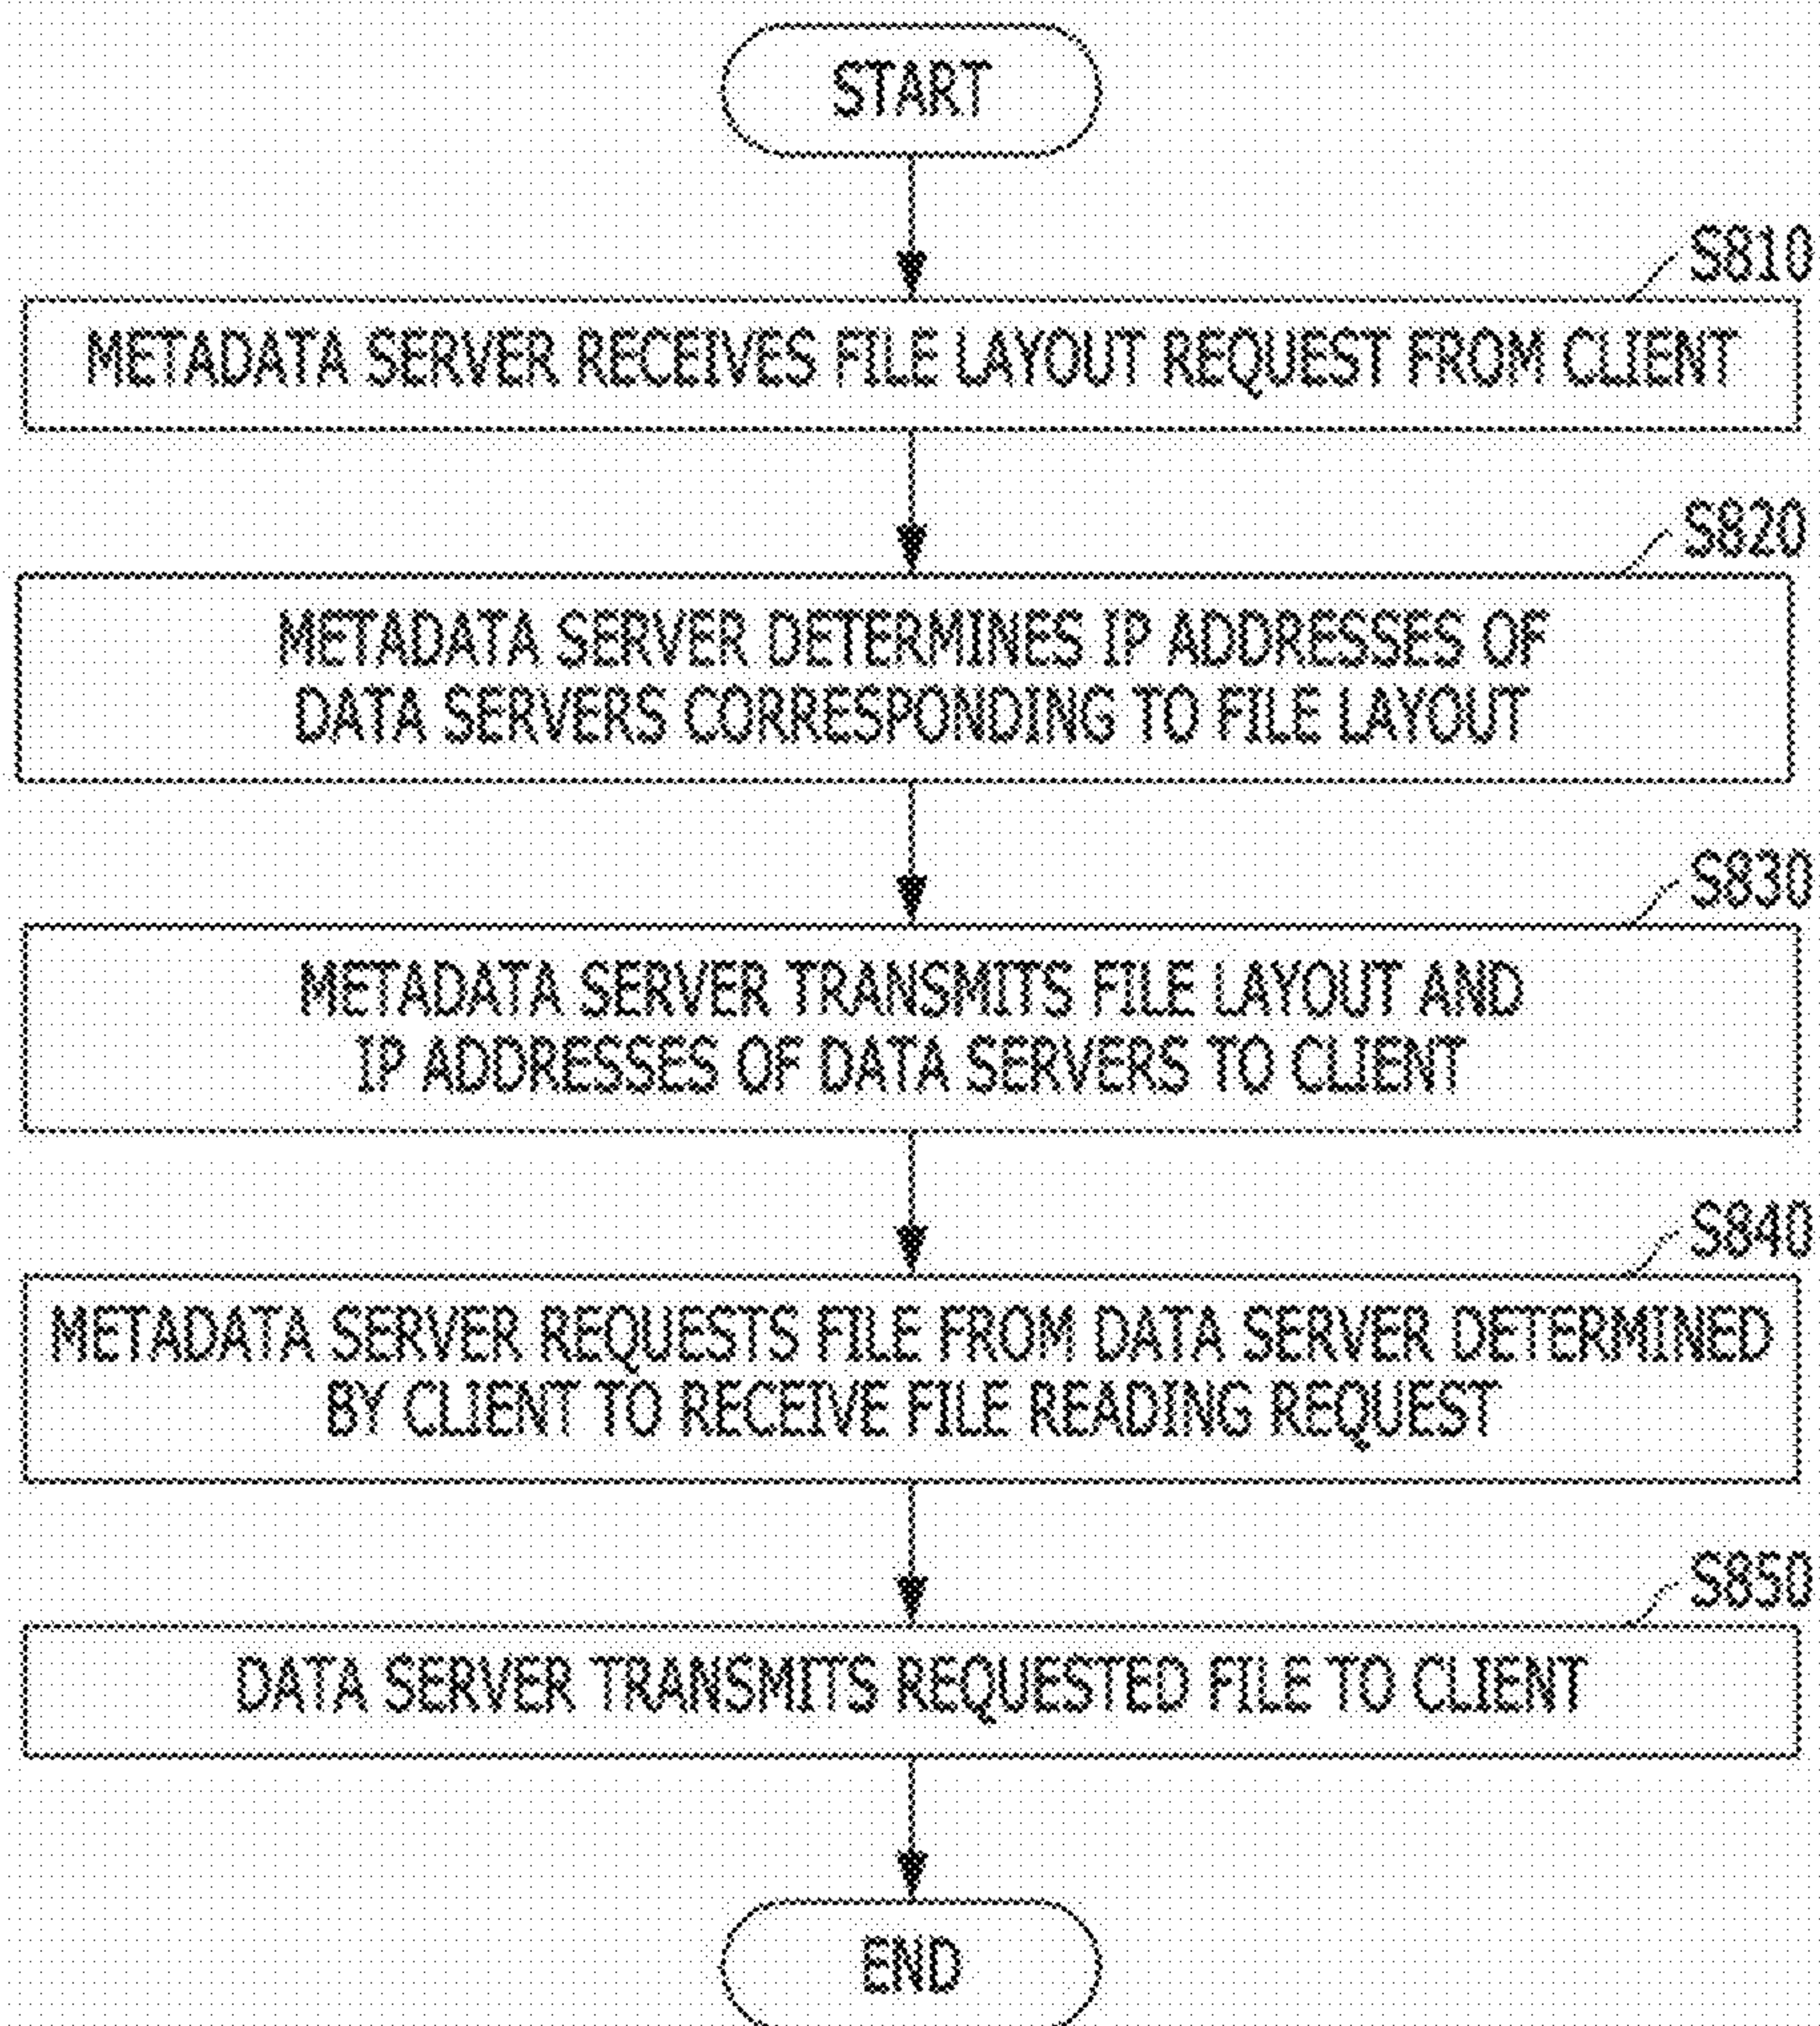 START
S810
METADATA SERVER RECEIVES FILE LAYOUT REQUEST FROM CLIENT
S820
METADATA SERVER DETERMINES IP ADDRESSES OF
DATA SERVERS CORRESPONDING TO FILE LAYOUT
S830
METADATA SERVER TRANSMITS FILE LAYOUT AND
IP ADDRESSES OF DATA SERVERS TO CLIENT
S840
METADATA SERVER REQUESTS FILE FROM DATA SERVER DETERMINED
BY CLIENT TO RECEIVE FILE READING REQUEST
S850
DATA SERVER TRANSMITS REQUESTED FILE TO CLIENT
END